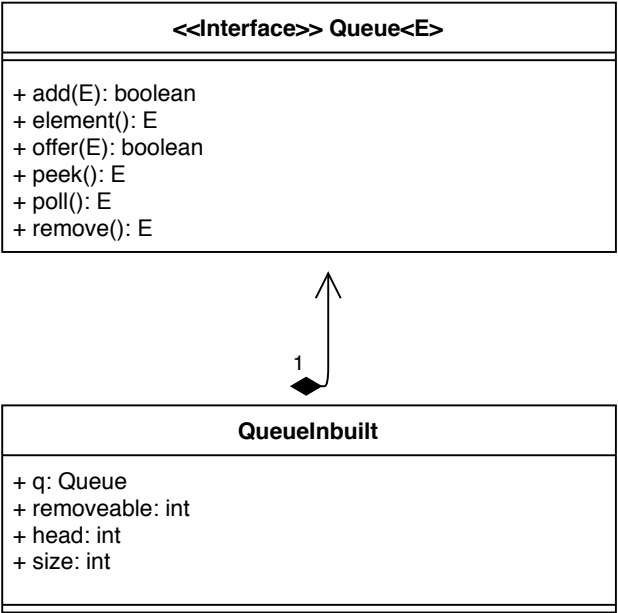 <<Interface>> Queue<E>
+ add(E): boolean
+ element(): E
+ offer(E): boolean
+ peek(): E
+ poll(): E
+ remove(): E
1
QueueInbuilt
+ q: Queue
+ removeable: int
+ head: int
+ size: int